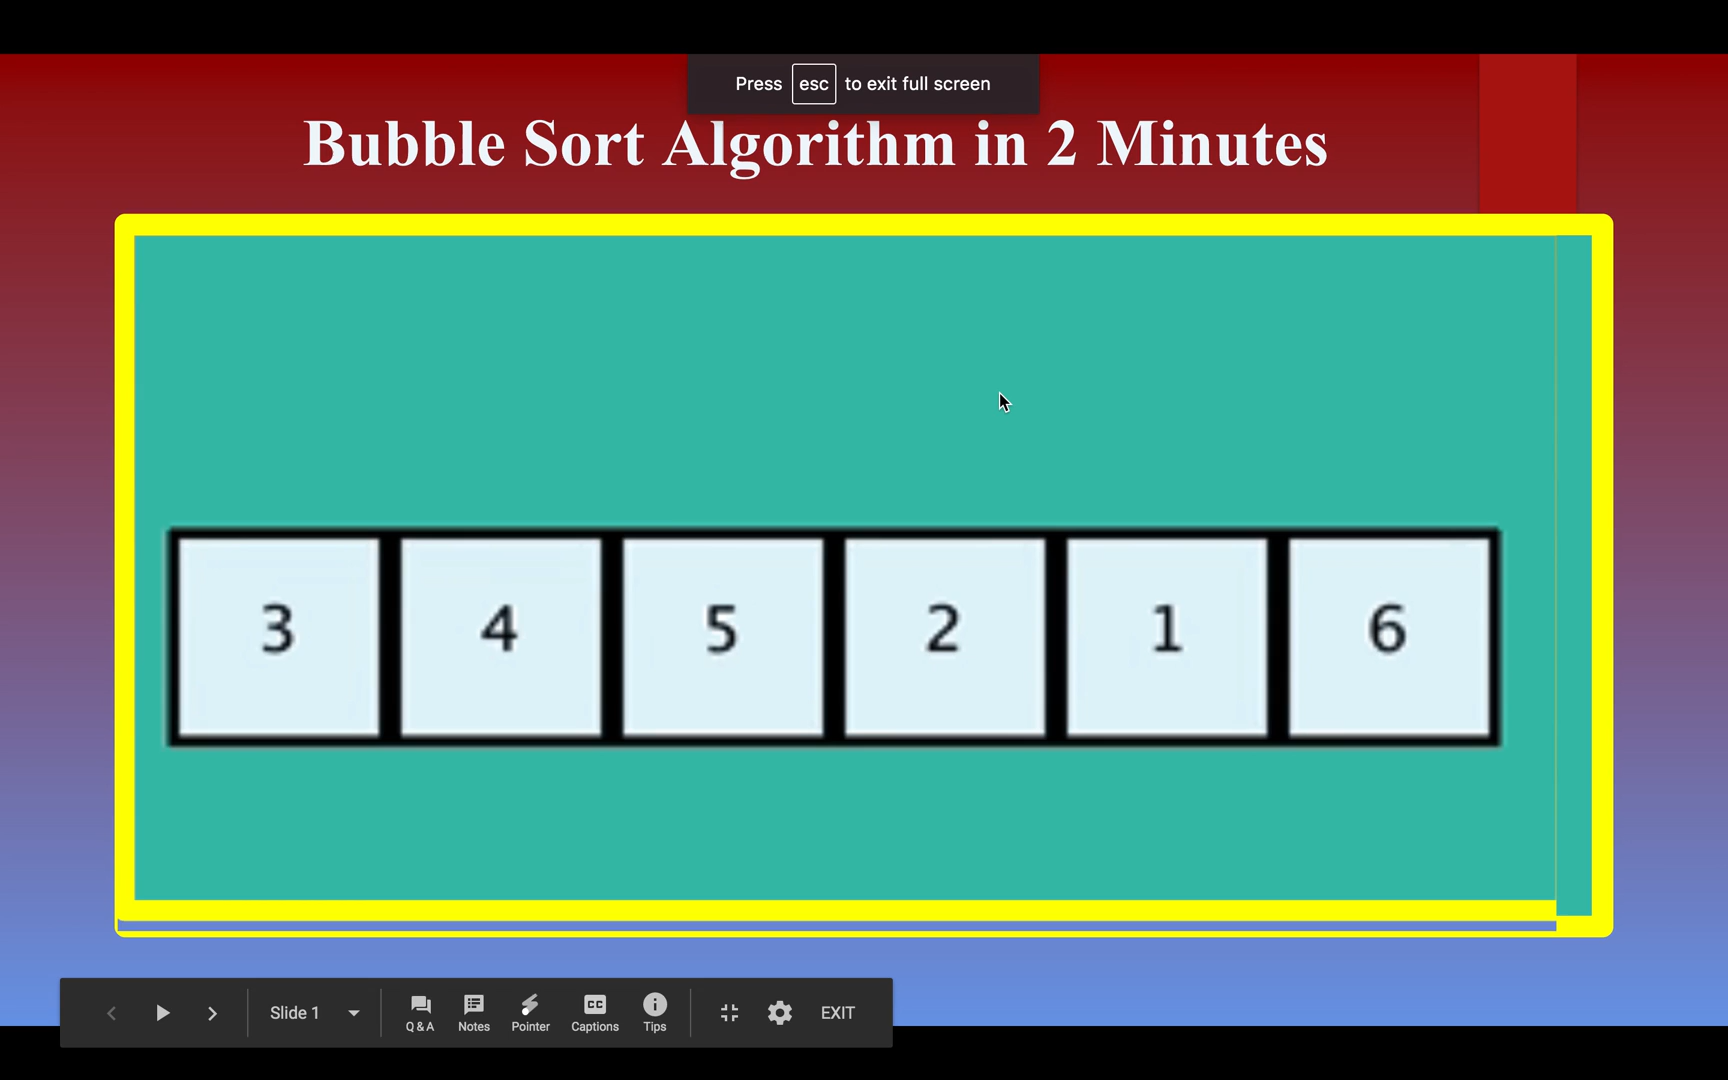 Press esc to exit full screen
Bubble Sort Algorithm in 2 Minutes
3 4 5 2 1 6
Slide 1 Q & A Notes Pointer CC Captions Tips EXIT